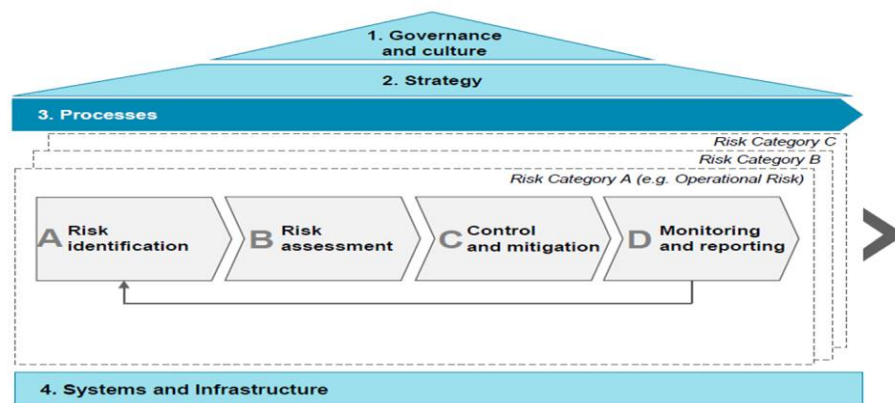 1. Governance
and culture
2. Strategy
3. Processes
Risk Category C
Risk Category B
Risk Category A (e.g. Operational Risk)
A Risk
identification
B Risk
assessment
C Control
and mitigation
D Monitoring
and reporting
4. Systems and Infrastructure